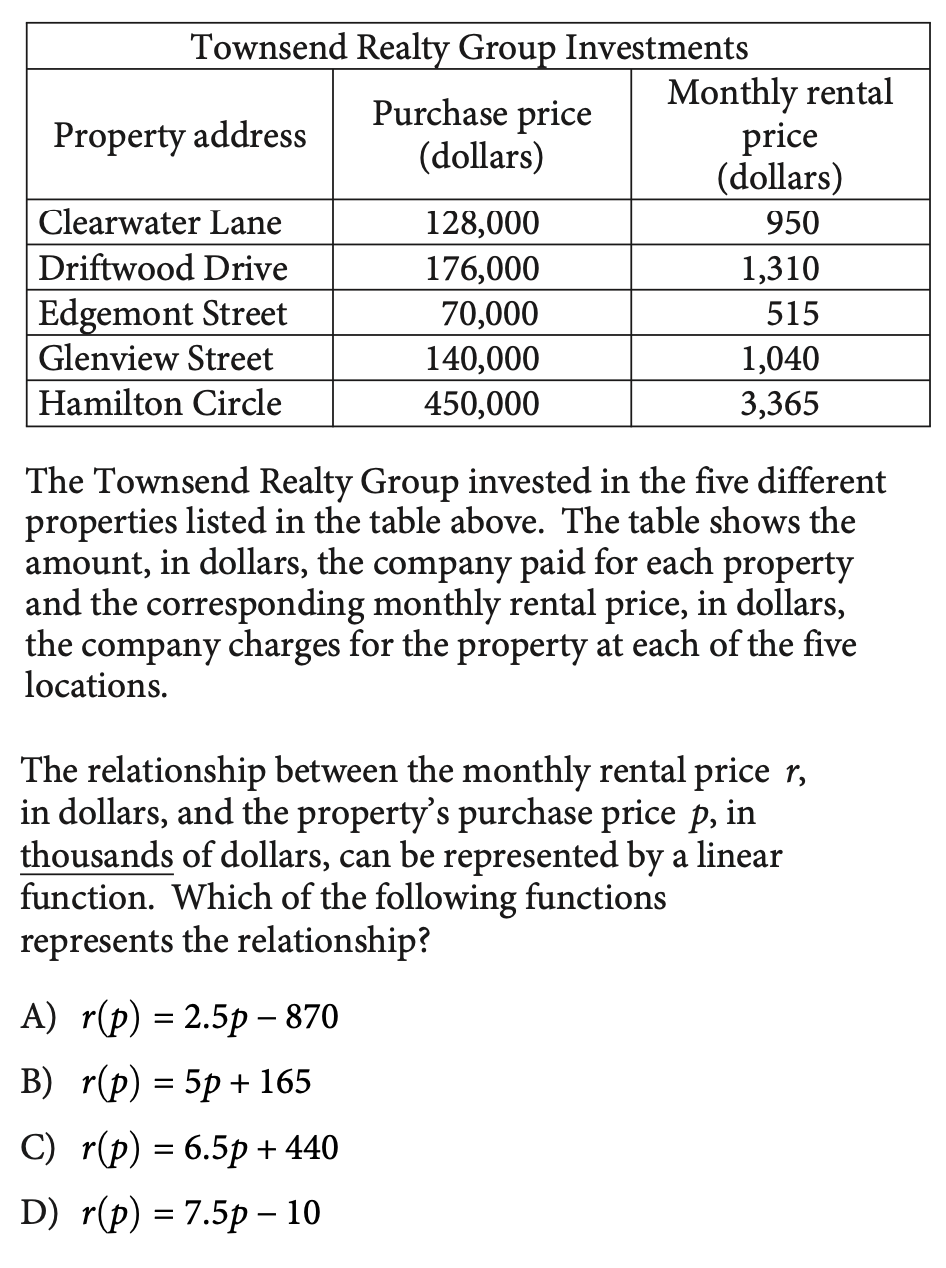 Townsend Realty Group Investments
Property address
Purchase price
(dollars)
Monthly rental
price
(dollars)
Clearwater Lane 128,000 950
Driftwood Drive 176,000 1,310
Edgemont Street 70,000 515
Glenview Street 140,000 1,040
Hamilton Circle 450,000 3,365
The Townsend Realty Group invested in the five different
properties listed in the table above. The table shows the
amount, in dollars, the company paid for each property
and the corresponding monthly rental price, in dollars,
the company charges for the property at each of the five
locations.
The relationship between the monthly rental price r,
in dollars, and the property’s purchase price p, in
thousands of dollars, can be represented by a linear
function. Which of the following functions
represents the relationship?
A) r(p) = 2.5p – 870
B) r(p) = 5p + 165
C) r(p) = 6.5p + 440
D) r(p) = 7.5p – 10